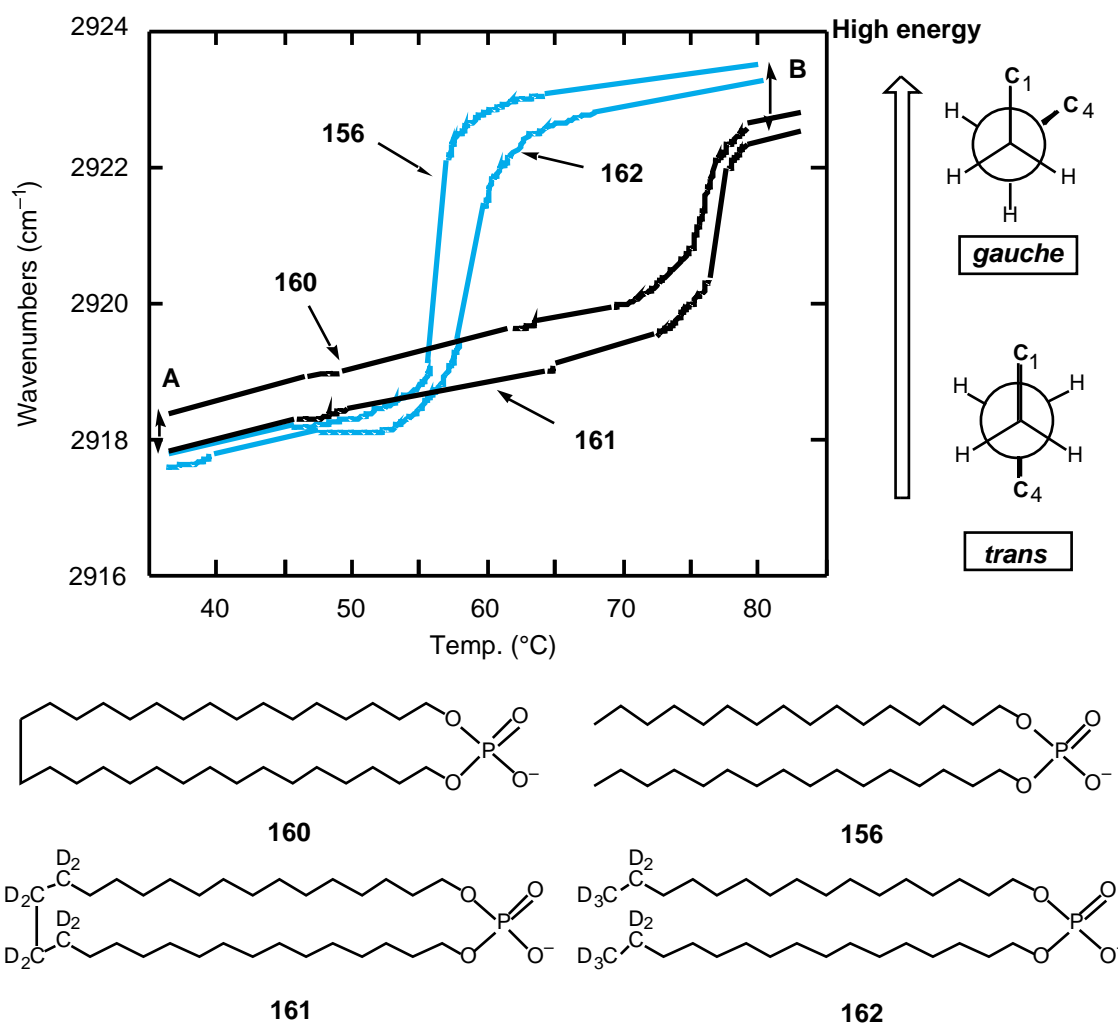 2924
High energy
B
C1
C4
H
156
162
H
H
H
2922
gauche
Wavenumbers (cm−1)
160
2920
A
C1
H
H
161
H
H
2918
C4
trans
2916
40
50
60
70
80
Temp. (°C)
O
O
P
O
O−
160
O
O
P
O
O−
156
D2
D2C
C
D2
D2C
C
O
O
P
O
O−
161
D2
D3C
C
D2
D3C
C
O
O
P
O
O−
162